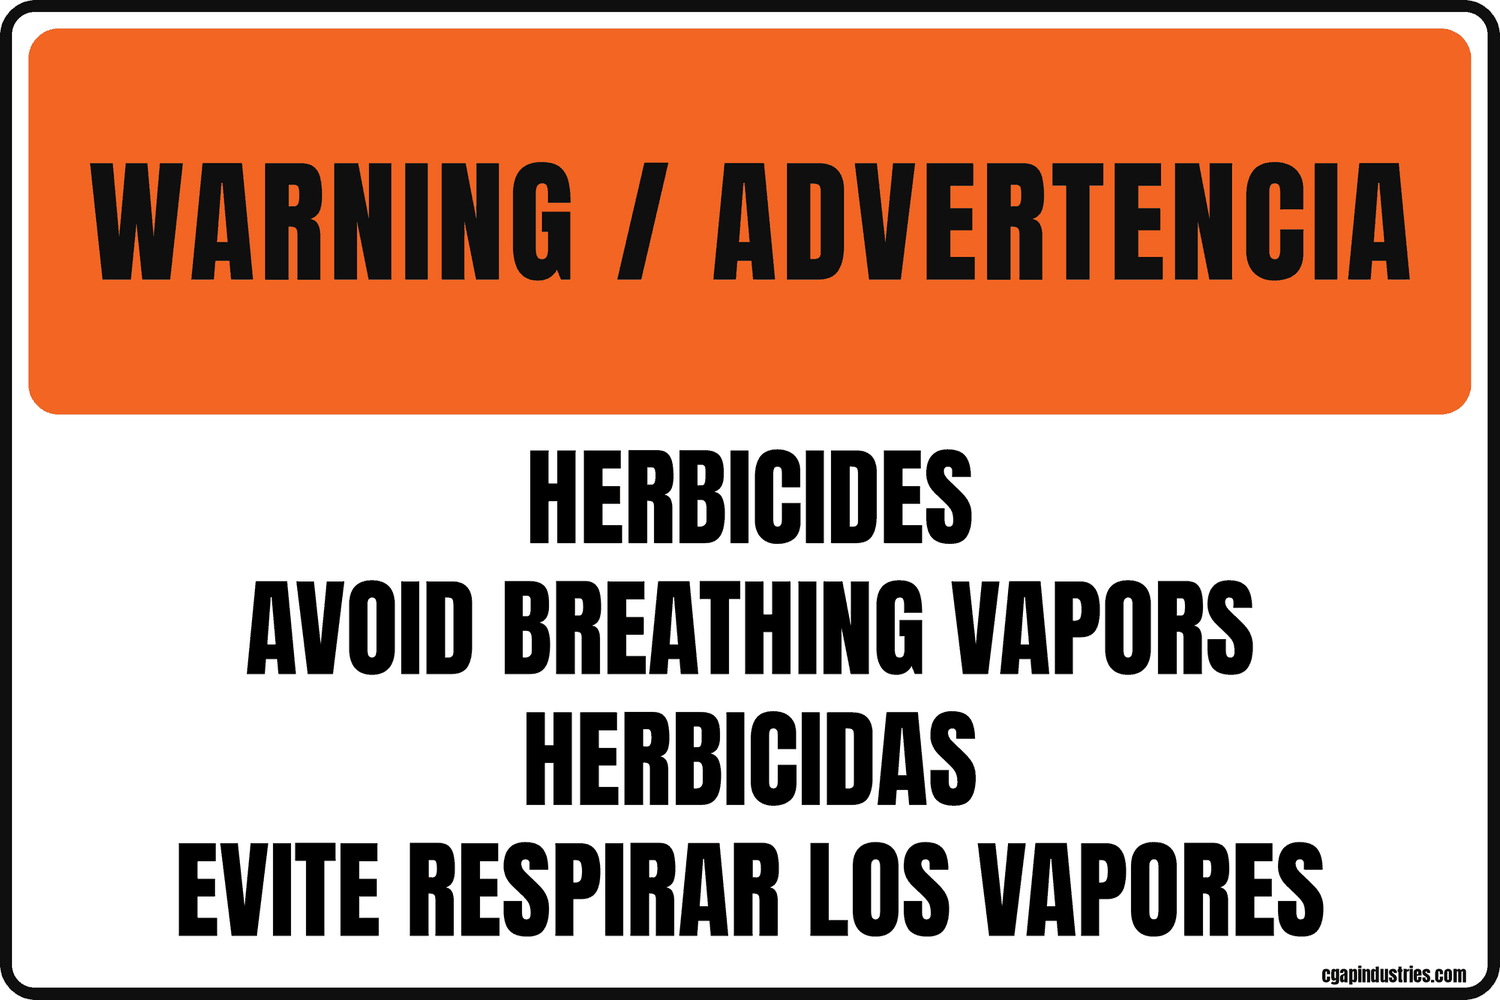 WARNING / ADVERTENCIA
HERBICIDES
AVOID BREATHING VAPORS
HERBICIDAS
EVITE RESPIRAR LOS VAPORES
cgapindustries.com